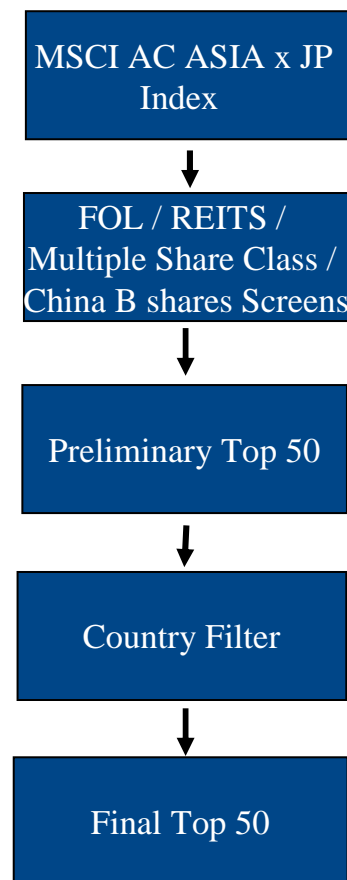 MSCI AC ASIA x JP
Index
FOL / REITS /
Multiple Share Class /
China B shares Screens
Preliminary Top 50
Country Filter
Final Top 50